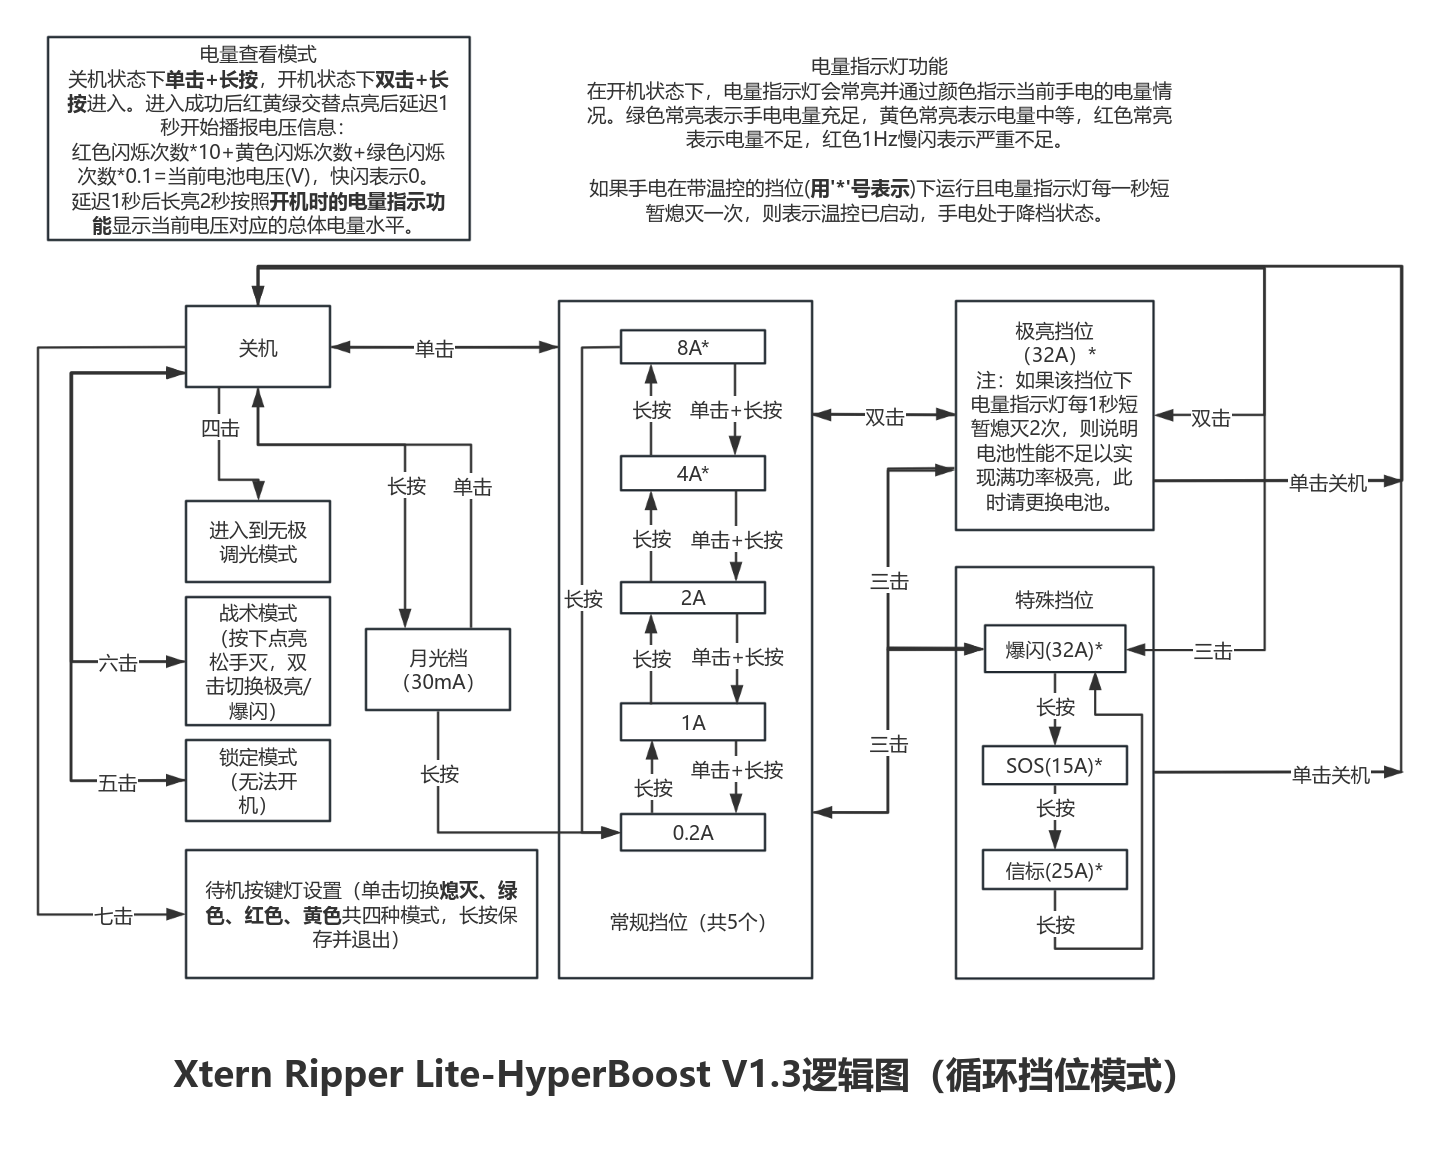 电量查看模式
关机状态下单击+长按，开机状态下双击+长
按进入。进入成功后红黄绿交替点亮后延迟1
秒开始播报电压信息：
红色闪烁次数*10+黄色闪烁次数+绿色闪烁
次数*0.1=当前电池电压(V)，快闪表示0。
延迟1秒后长亮2秒按照开机时的电量指示功
能显示当前电压对应的总体电量水平。
电量指示灯功能
在开机状态下，电量指示灯会常亮并通过颜色指示当前手电的电量情
况。绿色常亮表示手电电量充足，黄色常亮表示电量中等，红色常亮
表示电量不足，红色1Hz慢闪表示严重不足。
如果手电在带温控的挡位(用'*'号表示)下运行且电量指示灯每一秒短
暂熄灭一次，则表示温控已启动，手电处于降档状态。
关机
单击
四击
进入到无极
调光模式
长按
单击
战术模式
（按下点亮
松手灭，双
击切换极亮/
爆闪）
六击
锁定模式
（无法开
机）
五击
月光档
（30mA）
长按
待机按键灯设置（单击切换熄灭、绿
色、红色、黄色共四种模式，长按保
存并退出）
七击
8A*
长按
单击+长按
4A*
长按
单击+长按
2A
长按
长按
单击+长按
1A
长按
单击+长按
0.2A
常规挡位（共5个）
双击
三击
三击
极亮挡位
（32A）*
注：如果该挡位下
电量指示灯每1秒短
暂熄灭2次，则说明
电池性能不足以实
现满功率极亮，此
时请更换电池。
双击
单击关机
特殊挡位
爆闪(32A)*
三击
长按
SOS(15A)*
长按
信标(25A)*
长按
单击关机
Xtern Ripper Lite-HyperBoost V1.3逻辑图（循环挡位模式）